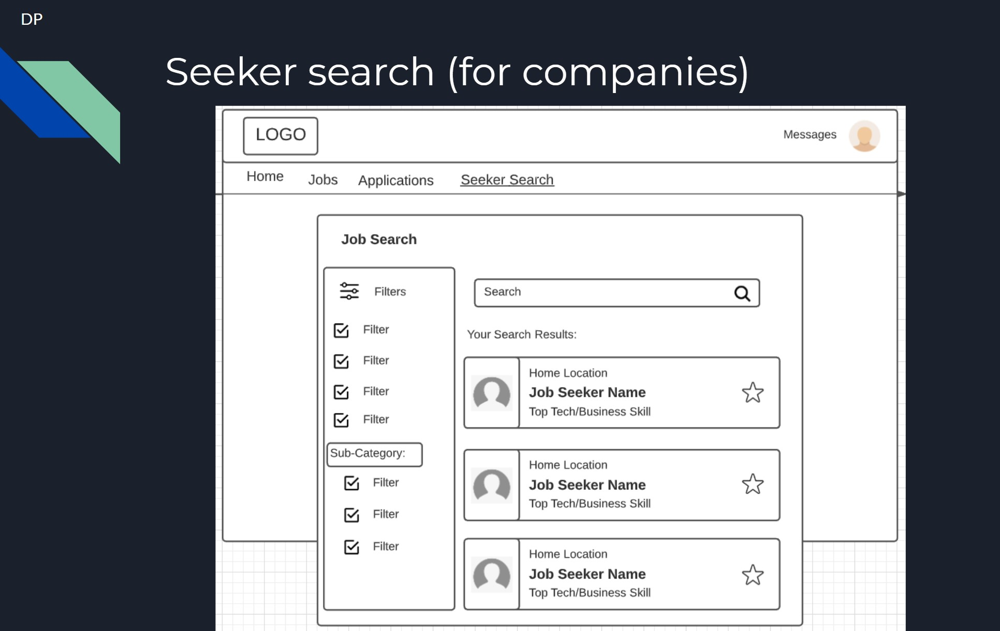 DP
Seeker search (for companies)
LOGO
Messages
Home Jobs Applications Seeker Search
Job Search
Filters
Filter
Filter
Filter
Filter
Sub-Category:
Filter
Filter
Filter
Search
Your Search Results:
Home Location
Job Seeker Name
Top Tech/Business Skill
Home Location
Job Seeker Name
Top Tech/Business Skill
Home Location
Job Seeker Name
Top Tech/Business Skill